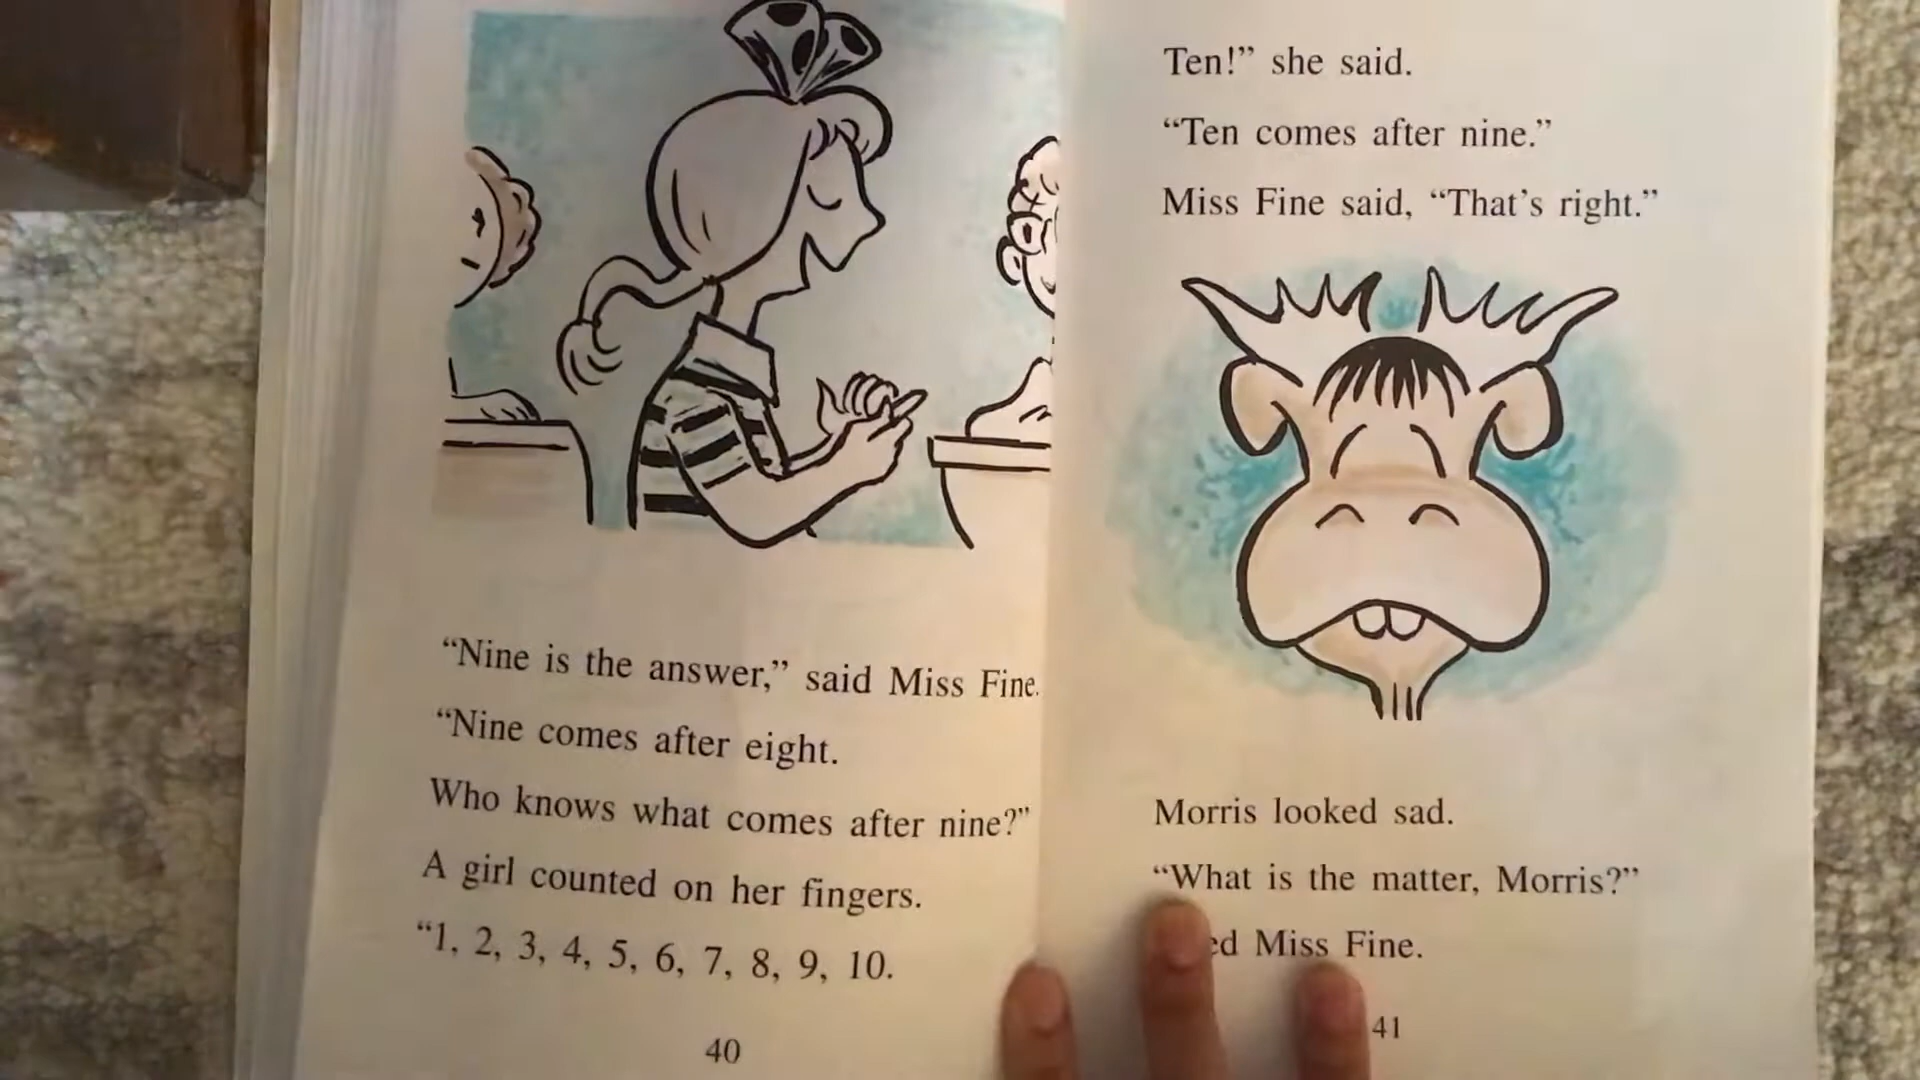 “Nine is the answer,” said Miss Fine.
“Nine comes after eight.
Who knows what comes after nine?”
A girl counted on her fingers.
“1, 2, 3, 4, 5, 6, 7, 8, 9, 10.
40
Ten!” she said.
“Ten comes after nine.”
Miss Fine said, “That’s right.”
Morris looked sad.
“What is the matter, Morris?”
Miss Fine.
41